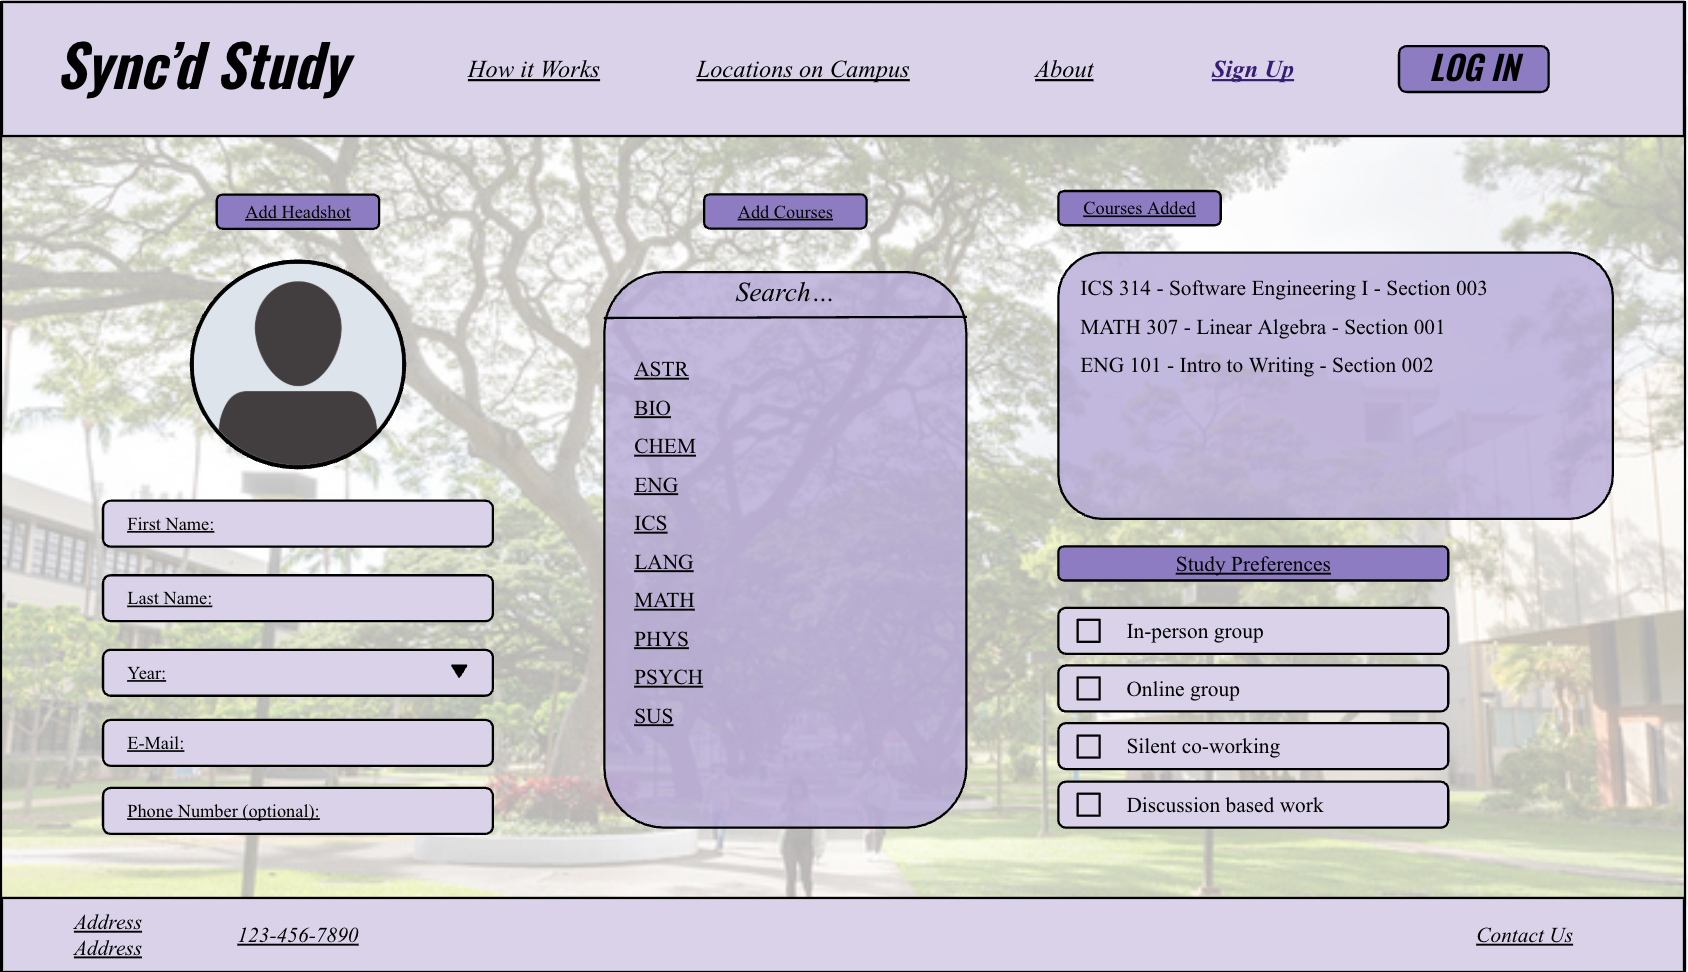 Sync'd Study
How it Works
Locations on Campus
About
Sign Up
LOG IN
Add Headshot
First Name:
Last Name:
Year:
E-Mail:
Phone Number (optional):
Add Courses
Search...
ASTR
BIO
CHEM
ENG
ICS
LANG
MATH
PHYS
PSYCH
SUS
Courses Added
ICS 314 - Software Engineering I - Section 003
MATH 307 - Linear Algebra - Section 001
ENG 101 - Intro to Writing - Section 002
Study Preferences
In-person group
Online group
Silent co-working
Discussion based work
Address
Address
123-456-7890
Contact Us